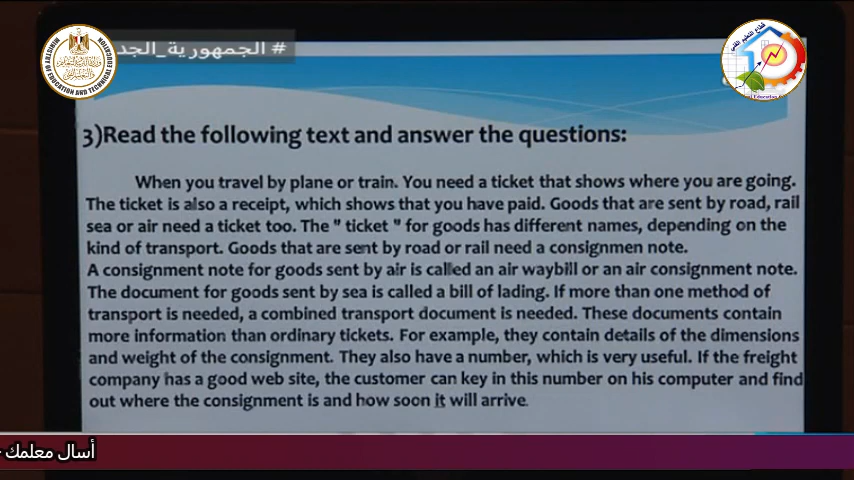 # الجمهورية_الجد
MINISTRY OF EDUCATION AND TECHNICAL EDUCATION
قطاع التعليم الفني
3)Read the following text and answer the questions:
When you travel by plane or train. You need a ticket that shows where you are going.
The ticket is also a receipt, which shows that you have paid. Goods that are sent by road, rail
sea or air need a ticket too. The " ticket " for goods has different names, depending on the
kind of transport. Goods that are sent by road or rail need a consignmen note.
A consignment note for goods sent by air is called an air waybill or an air consignment note.
The document for goods sent by sea is called a bill of lading. If more than one method of
transport is needed, a combined transport document is needed. These documents contain
more information than ordinary tickets. For example, they contain details of the dimensions
and weight of the consignment. They also have a number, which is very useful. If the freight
company has a good web site, the customer can key in this number on his computer and find
out where the consignment is and how soon it will arrive.
أسال معلمك